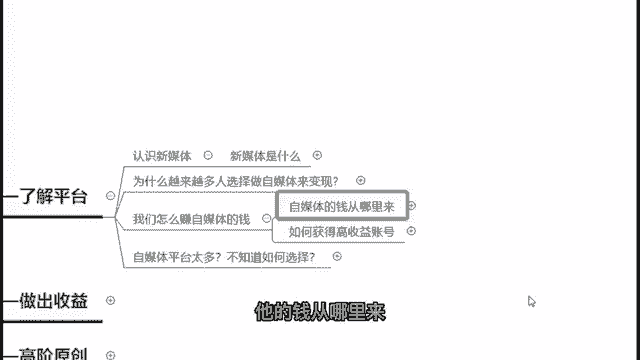 认识新媒体 新媒体是什么
为什么越来越多人选择做自媒体来变现?
了解平台
自媒体的钱从哪里来
我们怎么赚自媒体的钱
如何获得高收益账号
自媒体平台太多?不知道如何选择?
做出收益
他的钱从哪里来
高阶原创